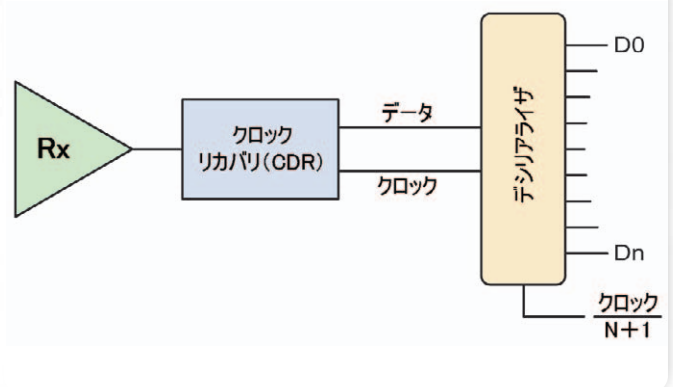 Rx
クロック
リカバリ(CDR)
データ
クロック
デシリアライザ
D0
Dn
クロック
N+1